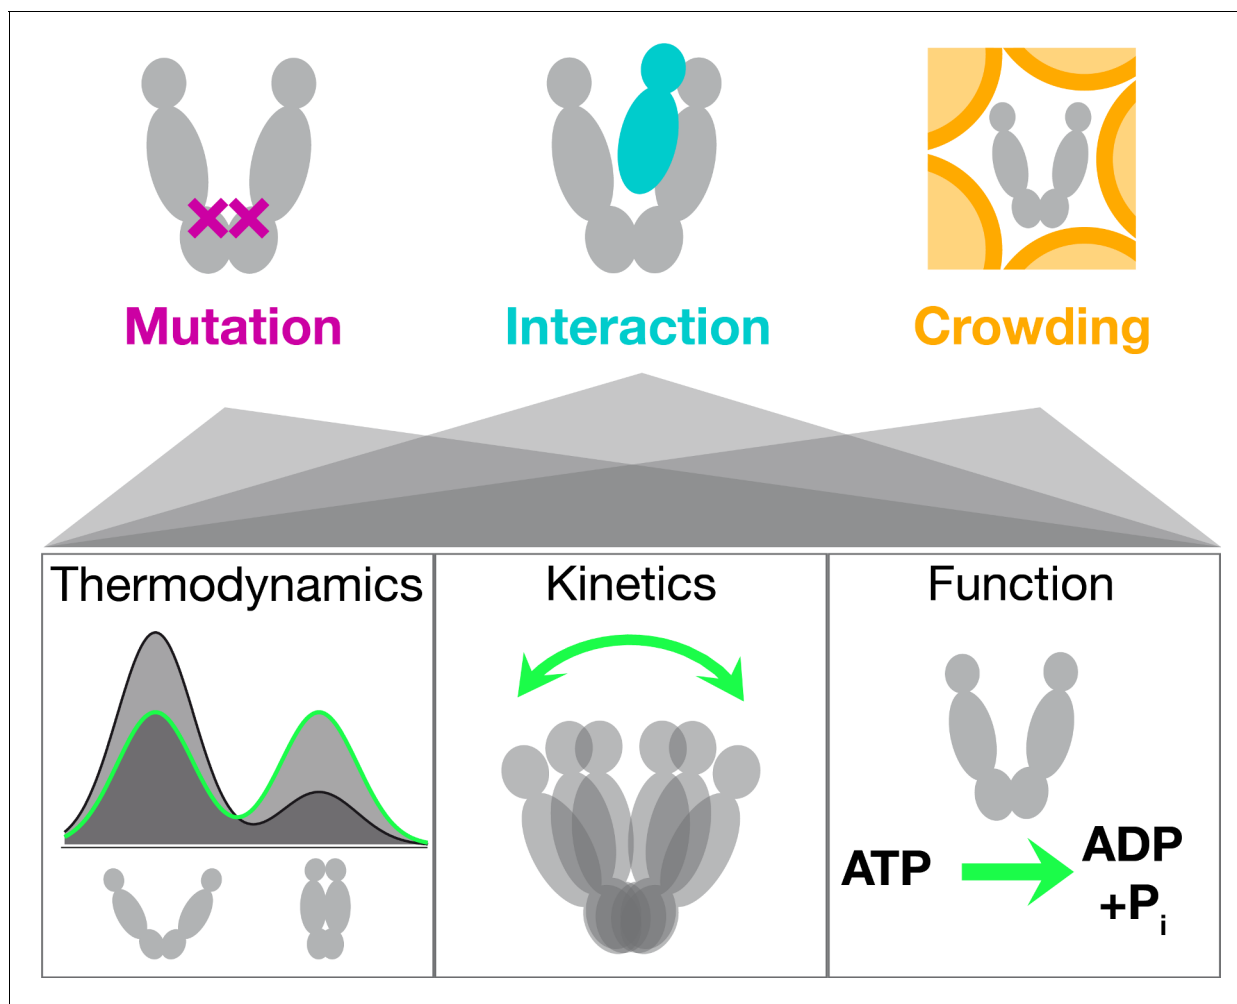 Mutation
Interaction
Crowding
Thermodynamics
Kinetics
Function
ATP
ADP
+Pi